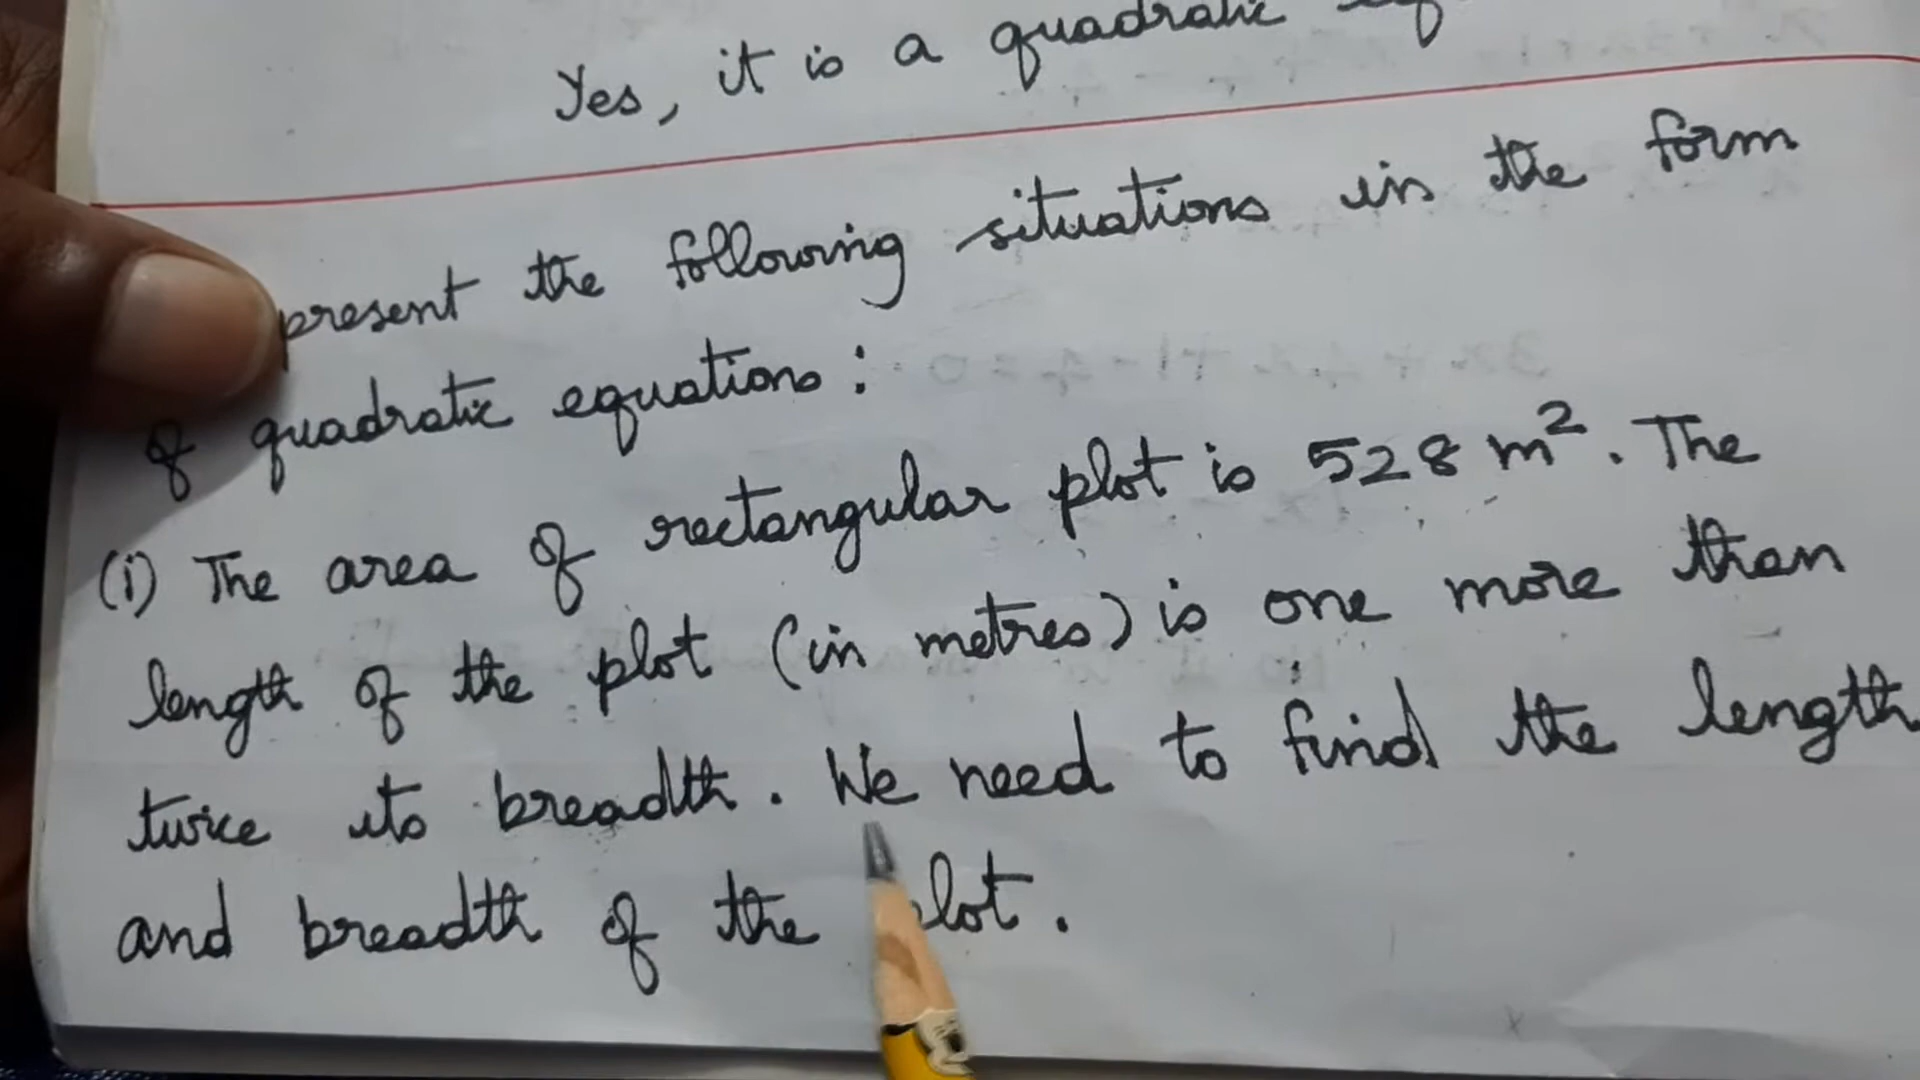 Yes, it is a quadratic
present the following situations in the form
of quadratic equations :
(i) The area of rectangular plot is 528 m². The
length of the plot (in metres) is one more than
twice its breadth. We need to find the length
and breadth of the plot.